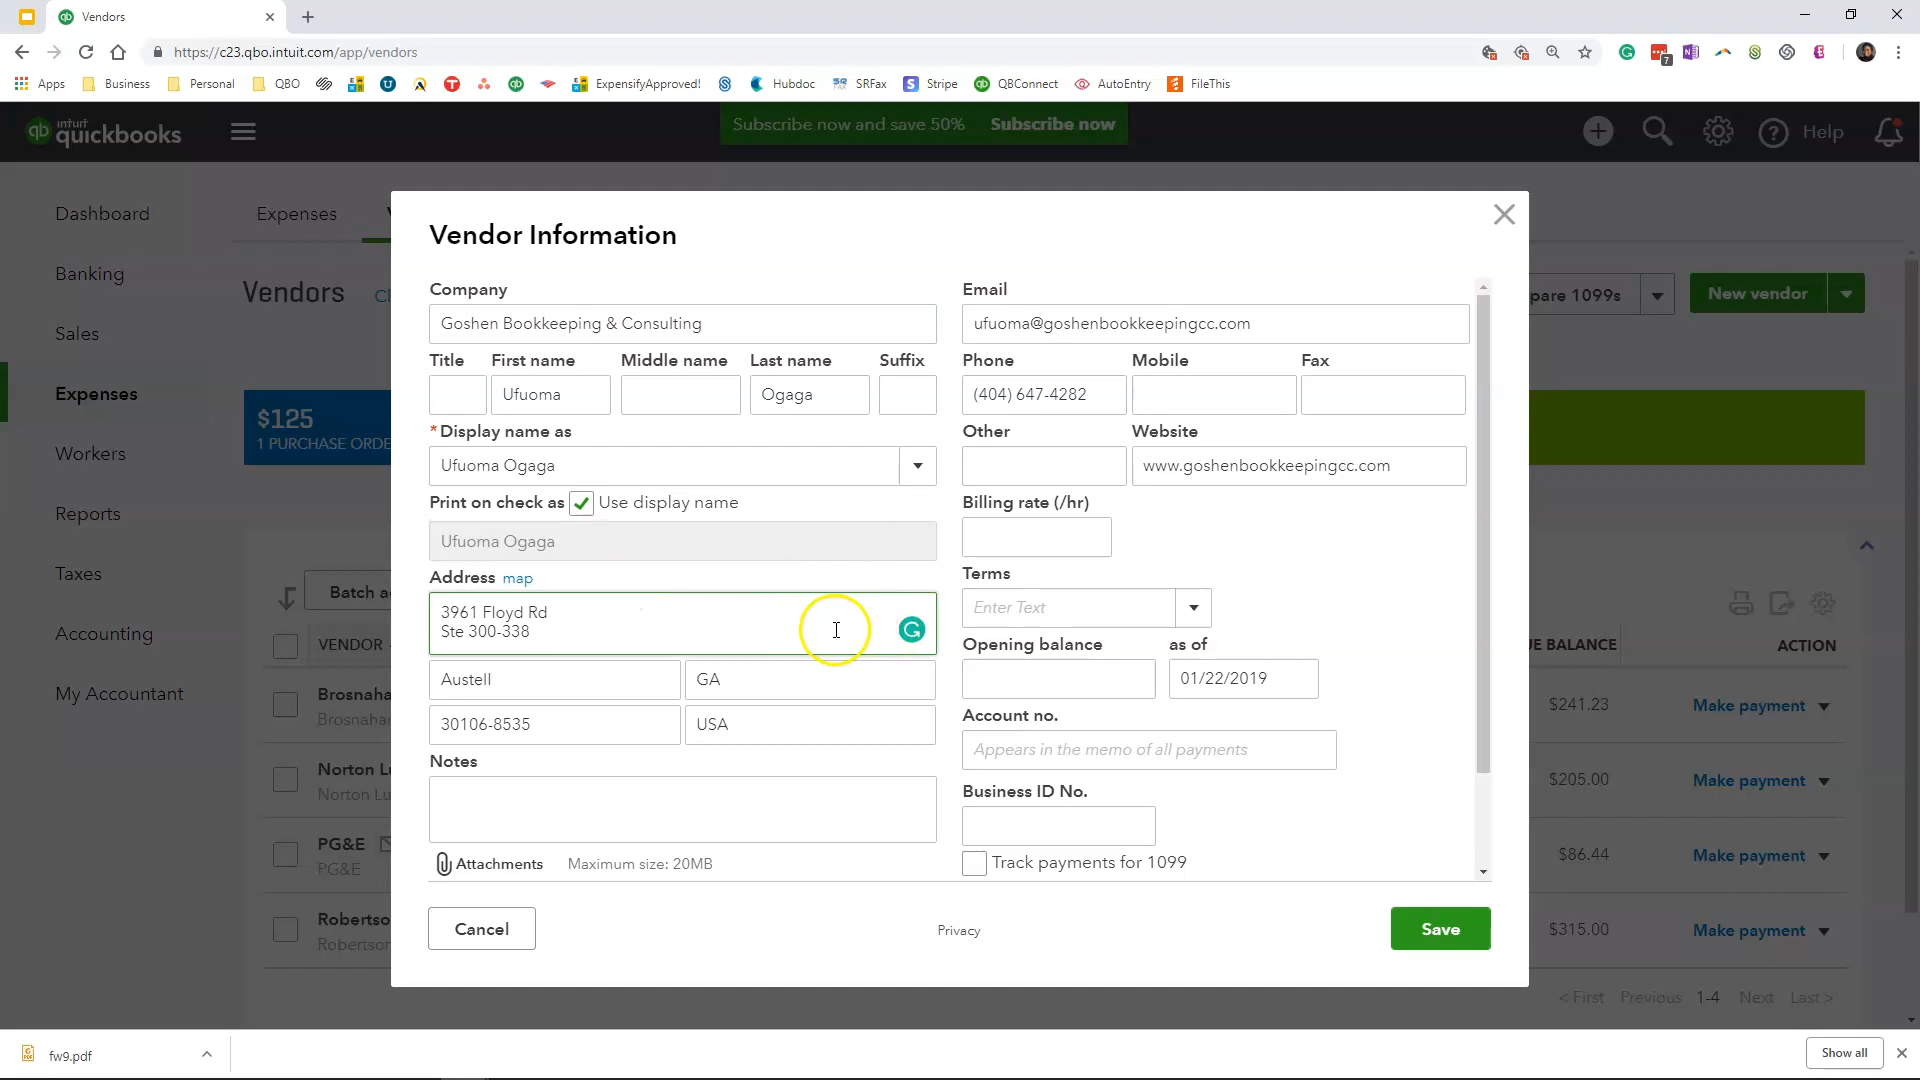 Vendors
https://c23.qbo.intuit.com/app/vendors
7
Apps
Business
Personal
QBO
ExpensifyApproved!
Hubdoc
SRFax
Stripe
QBConnect
AutoEntry
FileThis
intuit quickbooks
Subscribe now and save 50% Subscribe now
Help
Dashboard
Banking
Sales
Expenses
Workers
Reports
Taxes
Accounting
My Accountant
Expenses
Vendors
pare 1099s
New vendor
$125
1 PURCHASE ORDE
Batch a
VENDOR
E BALANCE
ACTION
Brosnaha
Brosnahar
$241.23
Make payment
Norton Lu
Norton Lu
$205.00
Make payment
PG&E
PG&E
$86.44
Make payment
Robertso
Robertson
$315.00
Make payment
< First Previous 1-4 Next Last >
Vendor Information
Company
Goshen Bookkeeping & Consulting
Title First name Middle name Last name Suffix
Ufuoma Ogaga
*Display name as
Ufuoma Ogaga
Print on check as Use display name
Ufuoma Ogaga
Address map
3961 Floyd Rd
Ste 300-338
Austell GA
30106-8535 USA
Notes
Attachments Maximum size: 20MB
Email
ufuoma@goshenbookkeepingcc.com
Phone Mobile Fax
(404) 647-4282
Other Website
www.goshenbookkeepingcc.com
Billing rate (/hr)
Terms
Enter Text
Opening balance as of
01/22/2019
Account no.
Appears in the memo of all payments
Business ID No.
Track payments for 1099
Cancel
Privacy
Save
fw9.pdf
Show all